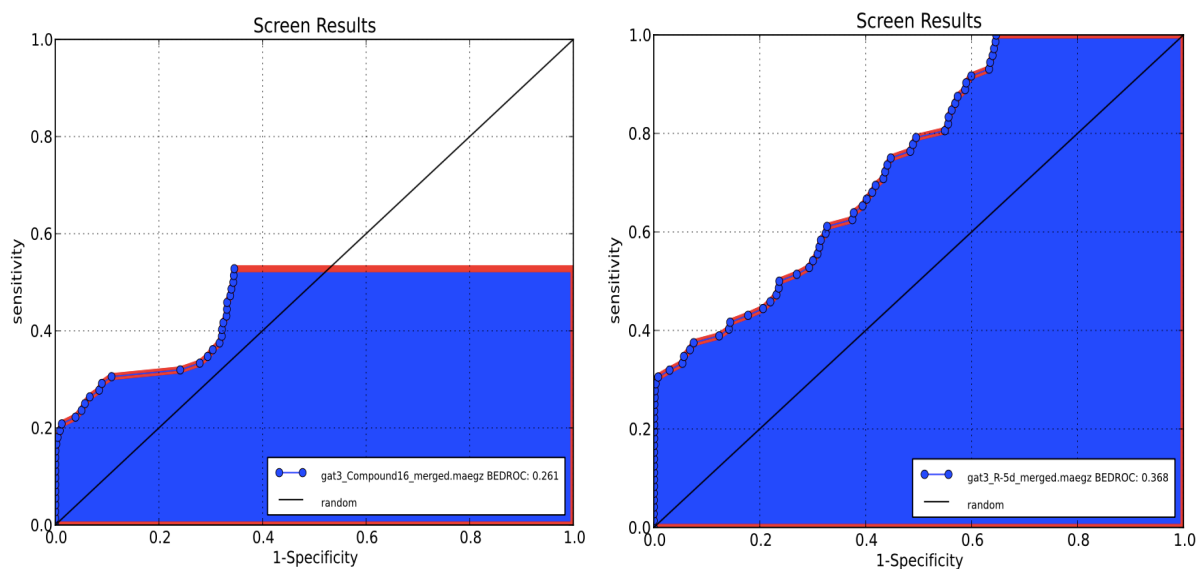 Screen Results
1.0
0.8
0.6
0.4
0.2
0.0
sensitivity
gat3_Compound16_merged.maegz BEDROC: 0.261
random
0.0 0.2 0.4 0.6 0.8 1.0
1-Specificity
Screen Results
1.0
0.8
0.6
0.4
0.2
0.0
sensitivity
gat3_R-5d_merged.maegz BEDROC: 0.368
random
0.0 0.2 0.4 0.6 0.8 1.0
1-Specificity